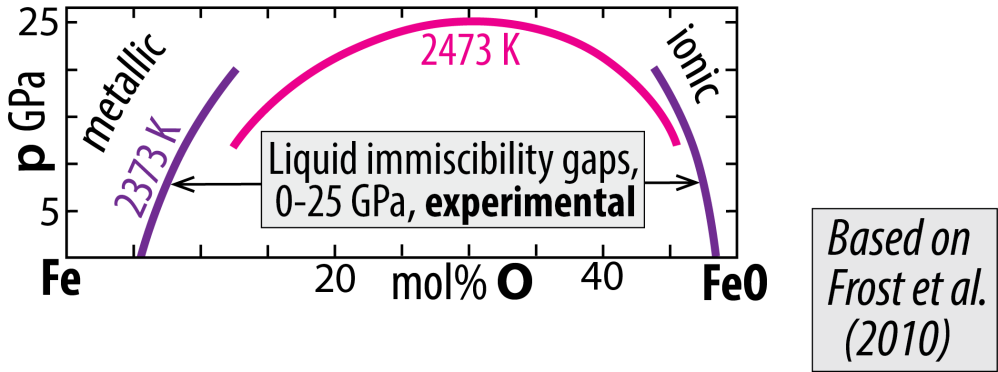 25
p GPa
5
metallic
2373 K
2473 K
ionic
Liquid immiscibility gaps,
0-25 GPa, experimental
Fe
20
mol% O
40
FeO
Based on
Frost et al.
(2010)